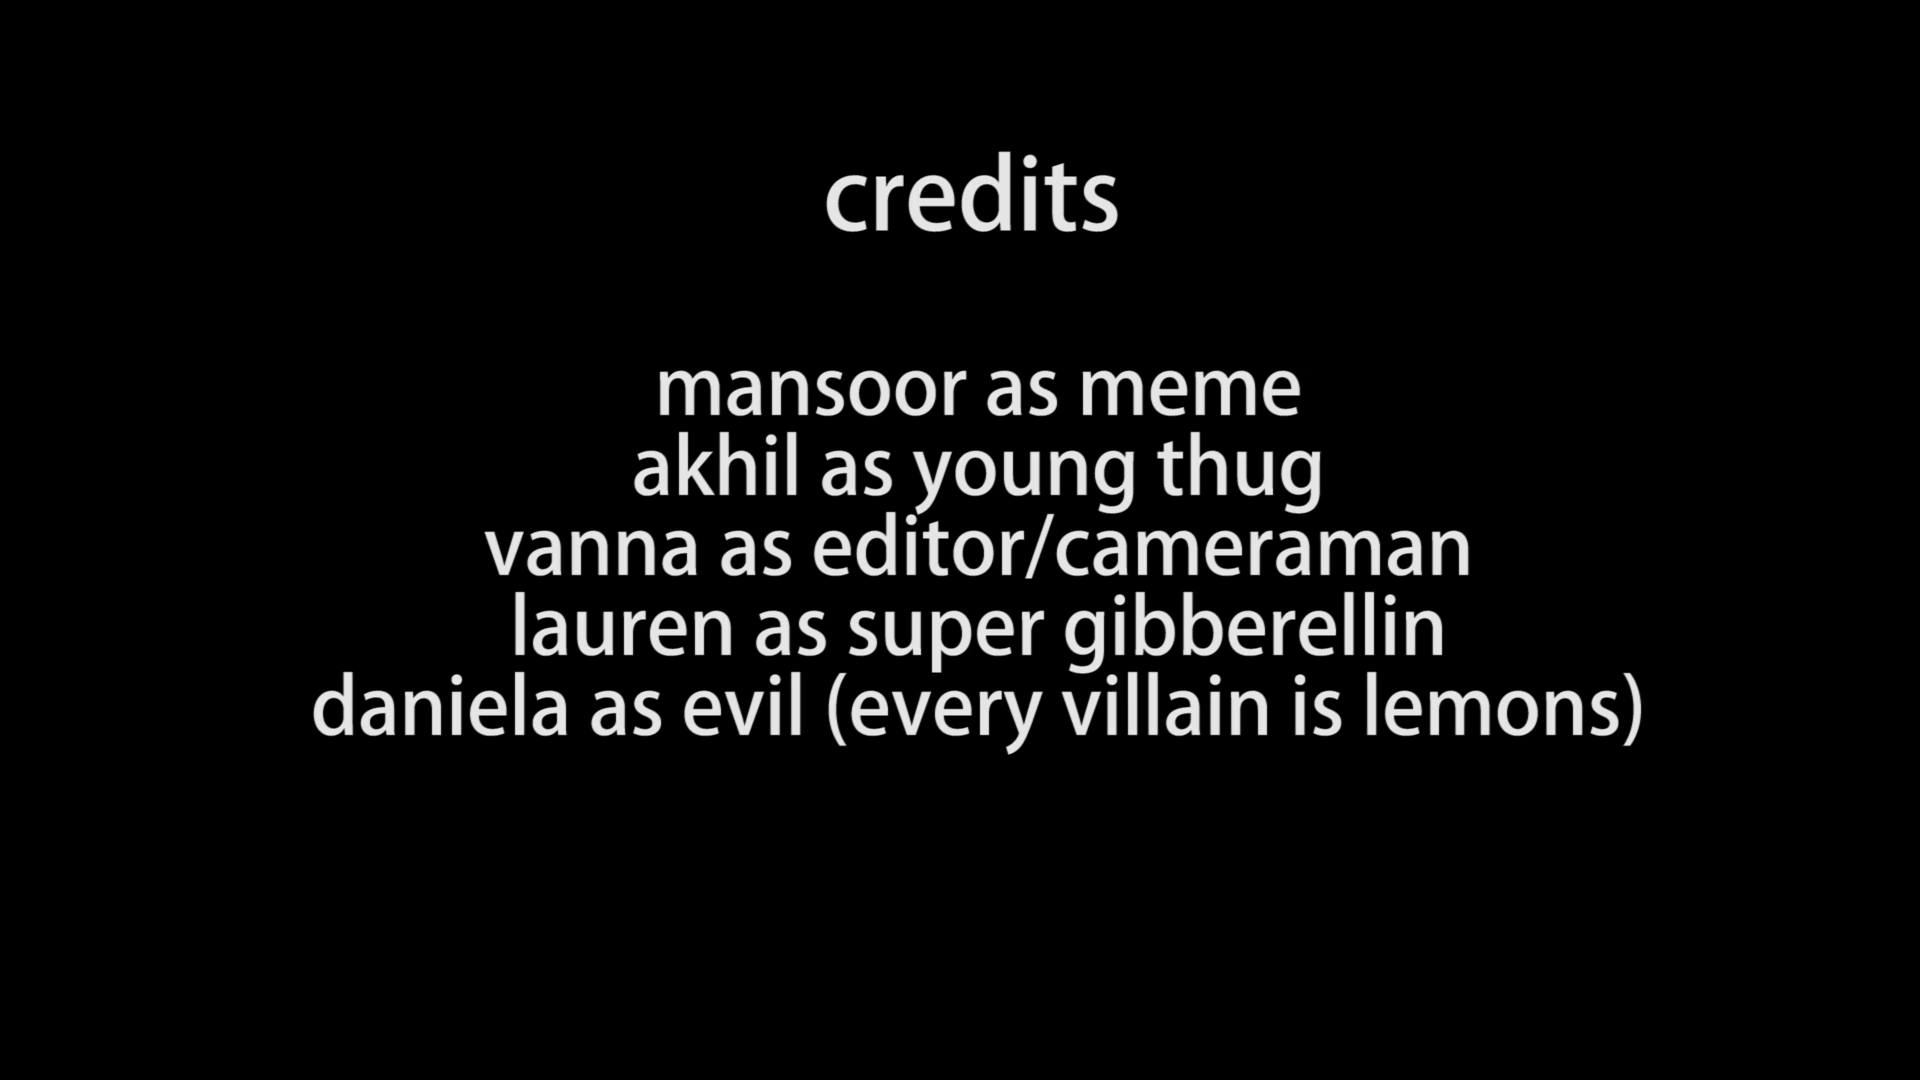 credits
mansoor as meme
akhil as young thug
vanna as editor/cameraman
lauren as super gibberellin
daniela as evil (every villain is lemons)